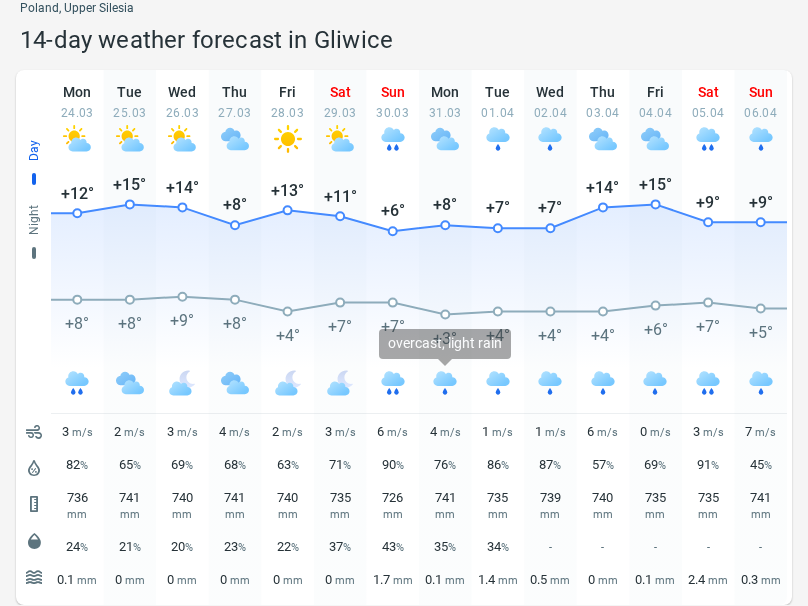 Poland, Upper Silesia
14-day weather forecast in Gliwice
Mon Tue Wed Thu Fri Sat Sun Mon Tue Wed Thu Fri Sat Sun
24.03 25.03 26.03 27.03 28.03 29.03 30.03 31.03 01.04 02.04 03.04 04.04 05.04 06.04
Day
+12° +15° +14° +8° +13° +11° +6° +8° +7° +7° +14° +15° +9° +9°
Night
+8° +8° +9° +8° +4° +7° +7° +3° +4° +4° +4° +6° +7° +5°
overcast, light rain
3 m/s 2 m/s 3 m/s 4 m/s 2 m/s 3 m/s 6 m/s 4 m/s 1 m/s 1 m/s 6 m/s 0 m/s 3 m/s 7 m/s
82% 65% 69% 68% 63% 71% 90% 76% 86% 87% 57% 69% 91% 45%
736 741 740 741 740 735 726 741 735 739 740 735 735 741
mm mm mm mm mm mm mm mm mm mm mm mm mm mm
24% 21% 20% 23% 22% 37% 43% 35% 34% - - - - -
0.1 mm 0 mm 0 mm 0 mm 0 mm 0 mm 1.7 mm 0.1 mm 1.4 mm 0.5 mm 0 mm 0.1 mm 2.4 mm 0.3 mm